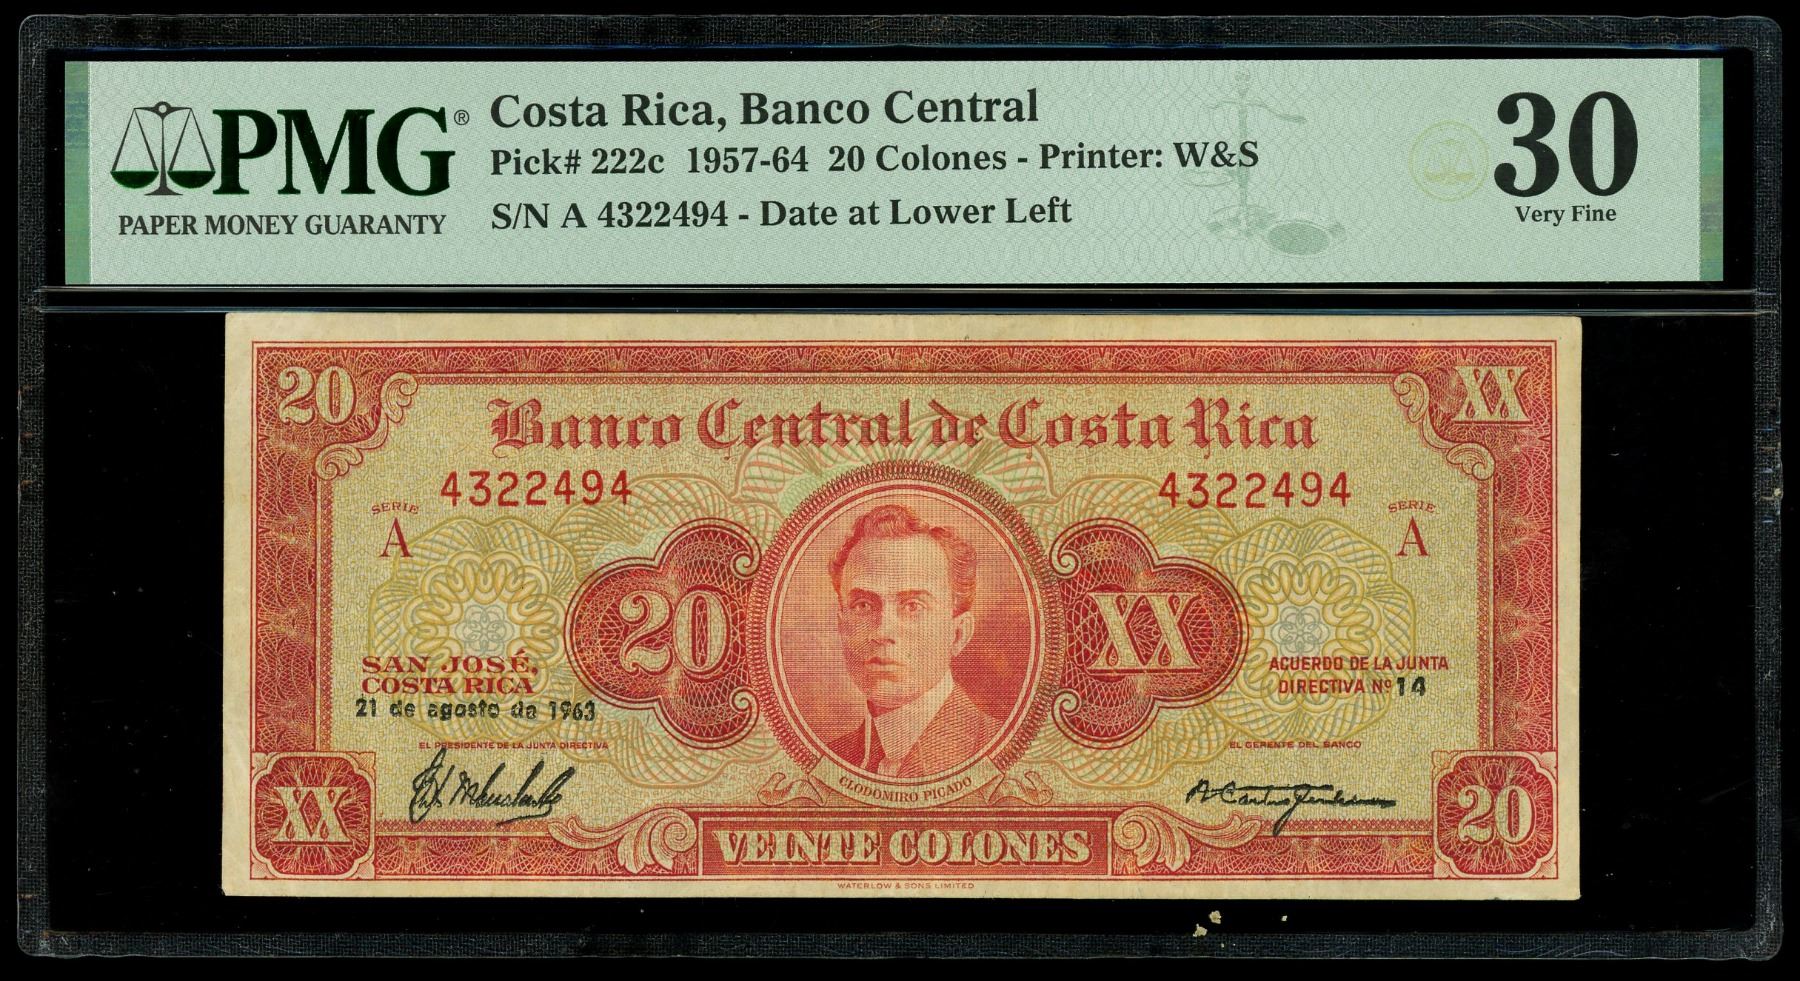 PMG®
PAPER MONEY GUARANTY
Costa Rica, Banco Central
Pick# 222c 1957-64 20 Colones - Printer: W&S
S/N A 4322494 - Date at Lower Left
30
Very Fine
20
XX
Banco Central de Costa Rica
4322494
4322494
SERIE
A
SERIE
A
20
XX
SAN JOSÉ,
COSTA RICA
21 de agosto de 1963
ACUERDO DE LA JUNTA
DIRECTIVA Nº 14
EL PRESIDENTE DE LA JUNTA DIRECTIVA
EL GERENTE DEL BANCO
CLODOMIRO PICADO
XX
20
VEINTE COLONES
WATERLOW & SONS LIMITED